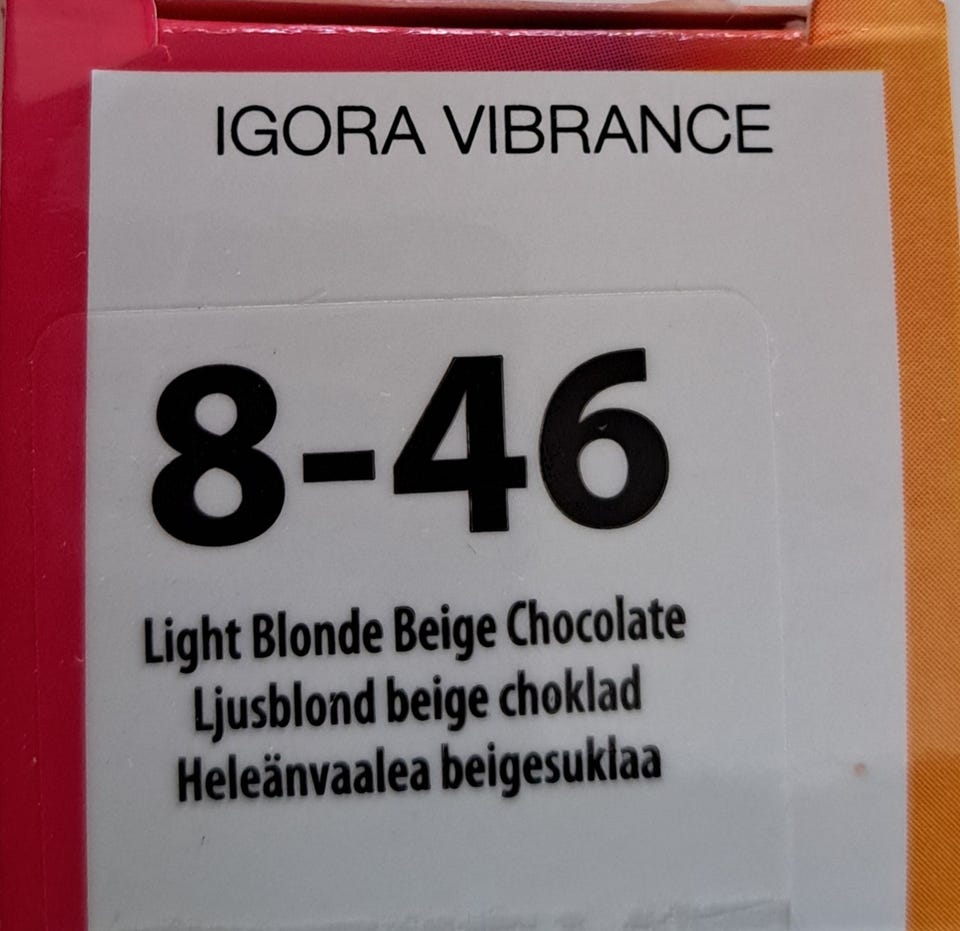 IGORA VIBRANCE
8-46
Light Blonde Beige Chocolate
Ljusblond beige choklad
Heleänvaalea beigesuklaa